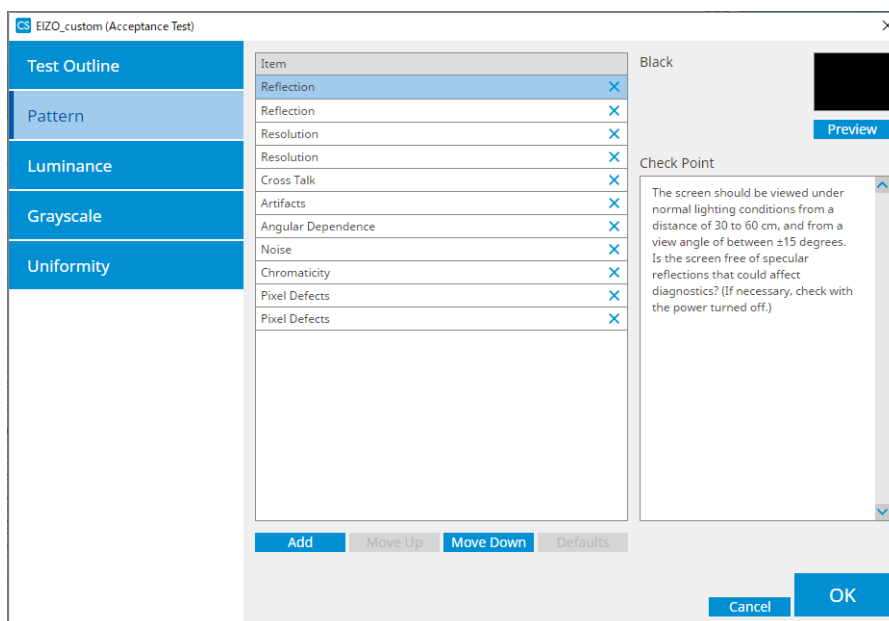 CS EIZO_custom (Acceptance Test)
Test Outline
Pattern
Luminance
Grayscale
Uniformity
Item
Reflection
Reflection
Resolution
Resolution
Cross Talk
Artifacts
Angular Dependence
Noise
Chromaticity
Pixel Defects
Pixel Defects
Add
Move Up
Move Down
Defaults
Black
Preview
Check Point
The screen should be viewed under
normal lighting conditions from a
distance of 30 to 60 cm, and from a
view angle of between ±15 degrees.
Is the screen free of specular
reflections that could affect
diagnostics? (If necessary, check with
the power turned off.)
Cancel
OK